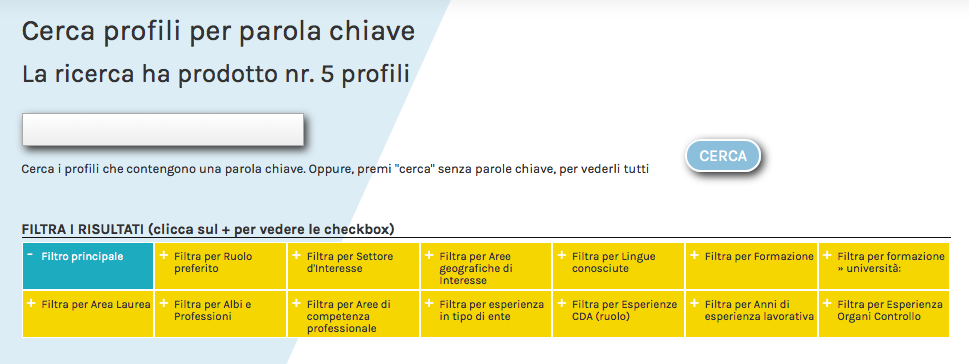 Cerca profili per parola chiave
La ricerca ha prodotto nr. 5 profili
Cerca i profili che contengono una parola chiave. Oppure, premi "cerca" senza parole chiave, per vederli tutti
CERCA
FILTRA I RISULTATI (clicca sul + per vedere le checkbox)
- Filtro principale
+ Filtra per Ruolo
preferito
+ Filtra per Settore
d'Interesse
+ Filtra per Aree
geografiche di
Interesse
+ Filtra per Lingue
conosciute
+ Filtra per Formazione
+ Filtra per formazione
» università:
+ Filtra per Area Laurea
+ Filtra per Albi e
Professioni
+ Filtra per Aree di
competenza
professionale
+ Filtra per esperienza
in tipo di ente
+ Filtra per Esperienze
CDA (ruolo)
+ Filtra per Anni di
esperienza lavorativa
+ Filtra per Esperienza
Organi Controllo